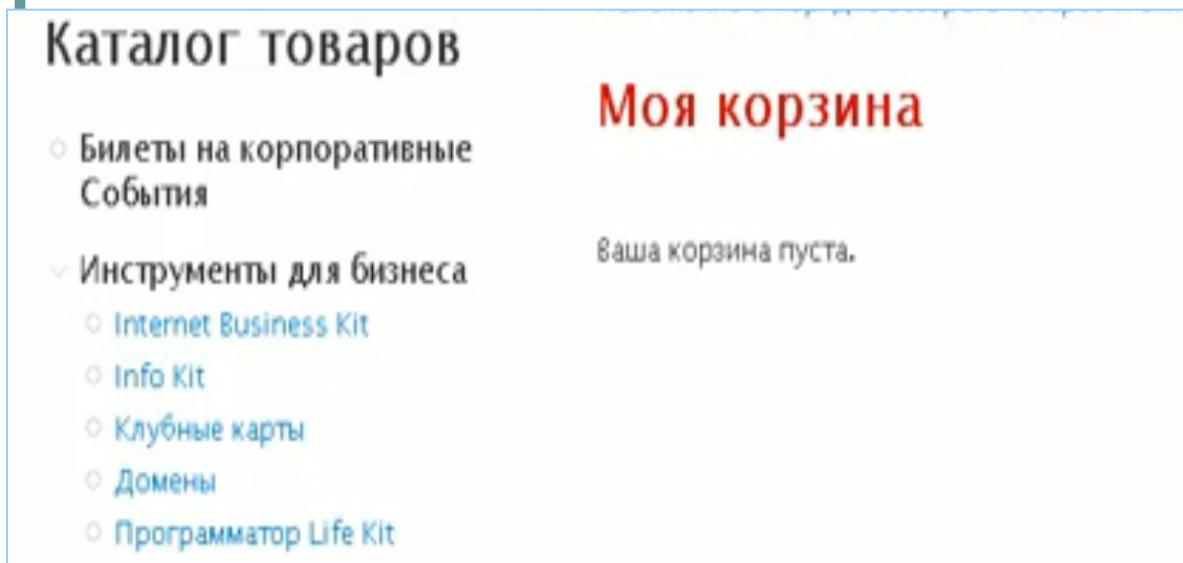 Каталог товаров
Билеты на корпоративные
События
Инструменты для бизнеса
Internet Business Kit
Info Kit
Клубные карты
Домены
Программатор Life Kit
Моя корзина
Ваша корзина пуста.